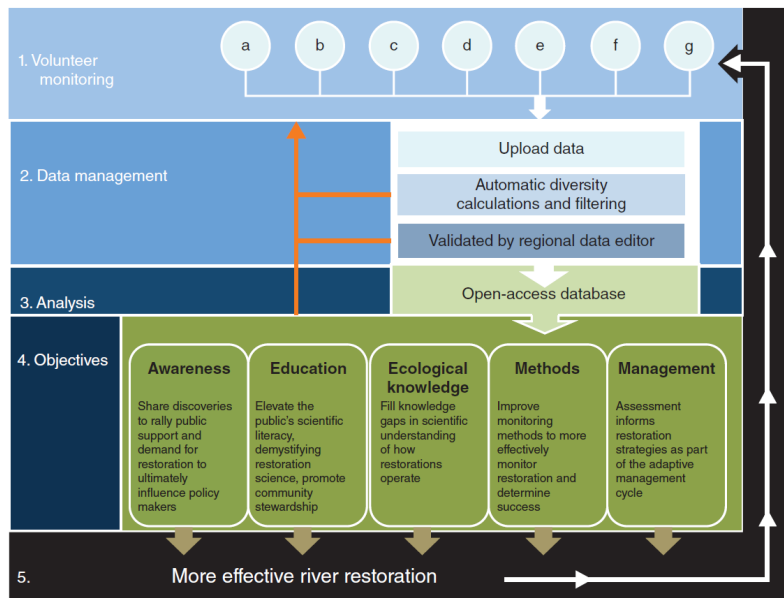 1. Volunteer
monitoring
a
b
c
d
e
f
g
2. Data management
Upload data
Automatic diversity
calculations and filtering
Validated by regional data editor
3. Analysis
Open-access database
4. Objectives
Awareness
Share discoveries
to rally public
support and
demand for
restoration to
ultimately
influence policy
makers
Education
Elevate the
public's scientific
literacy,
demystifying
restoration
science, promote
community
stewardship
Ecological
knowledge
Fill knowledge
gaps in scientific
understanding
of how
restorations
operate
Methods
Improve
monitoring
methods to more
effectively
monitor
restoration and
determine
success
Management
Assessment
informs
restoration
strategies as part
of the adaptive
management
cycle
5.
More effective river restoration